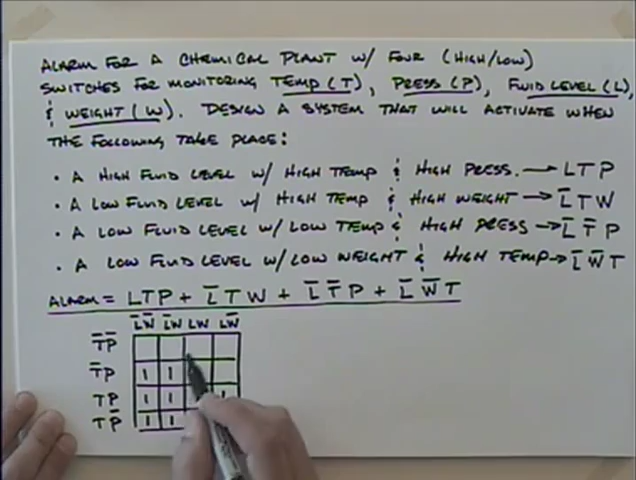 ALARM FOR A CHEMICAL PLANT W/ FOUR (HIGH/LOW)
SWITCHES FOR MONITORING TEMP (T), PRESS (P), FLUID LEVEL (L),
& WEIGHT (W). DESIGN A SYSTEM THAT WILL ACTIVATE WHEN
THE FOLLOWING TAKE PLACE:
• A HIGH FLUID LEVEL W/ HIGH TEMP & HIGH PRESS. → LTP
• A LOW FLUID LEVEL W/ HIGH TEMP & HIGH WEIGHT → L̅TW
• A LOW FLUID LEVEL W/ LOW TEMP & HIGH PRESS → L̅T̅P
• A LOW FLUID LEVEL W/ LOW WEIGHT & HIGH TEMP → L̅W̅T
ALARM = LTP + L̅TW + L̅T̅P + L̅W̅T
L̅W̅ L̅W LW LW̅
T̅P̅
T̅P 1 1
TP 1 1 1
TP̅ 1 1